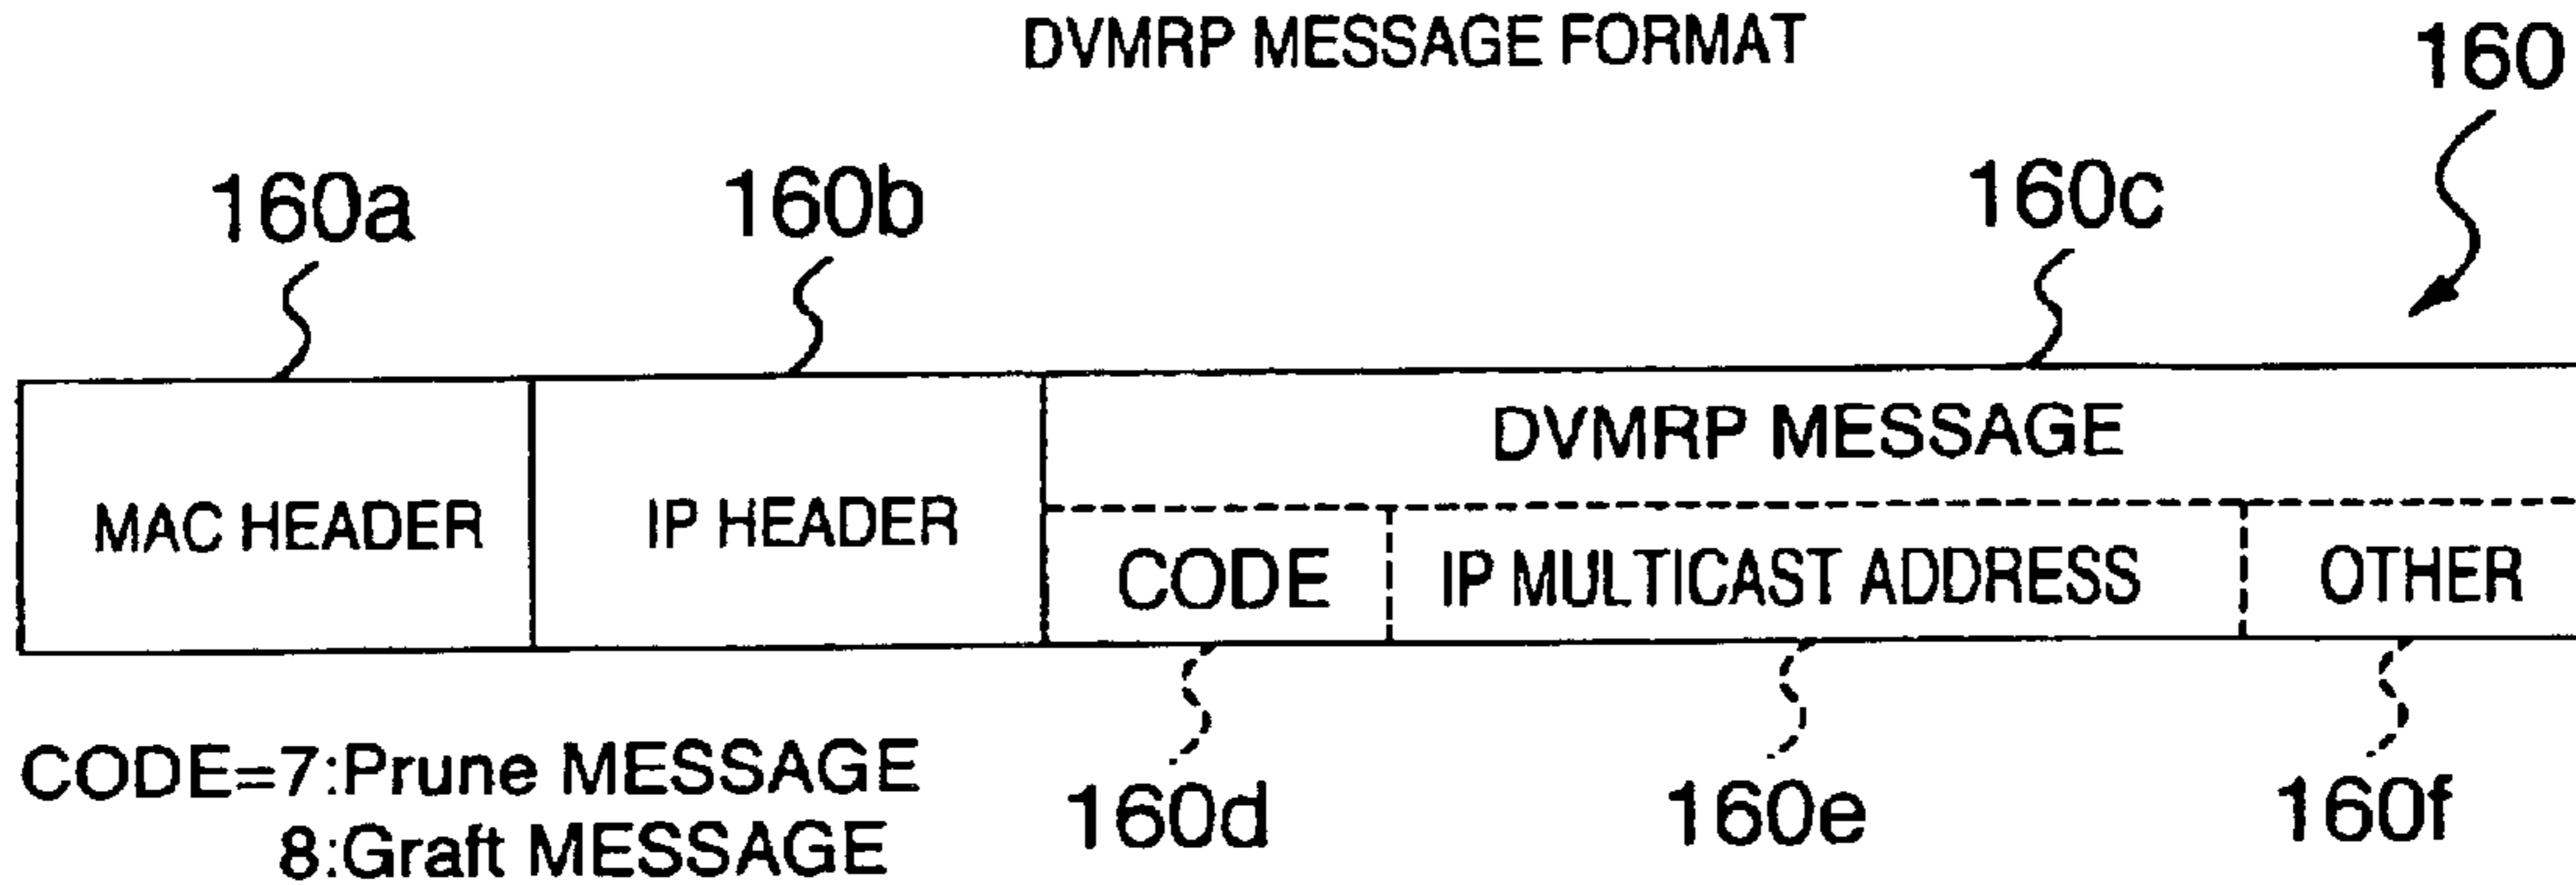 DVMRP MESSAGE FORMAT
160
160a 160b 160c
DVMRP MESSAGE
MAC HEADER IP HEADER
CODE IP MULTICAST ADDRESS OTHER
CODE=7:Prune MESSAGE
8:Graft MESSAGE
160d 160e 160f